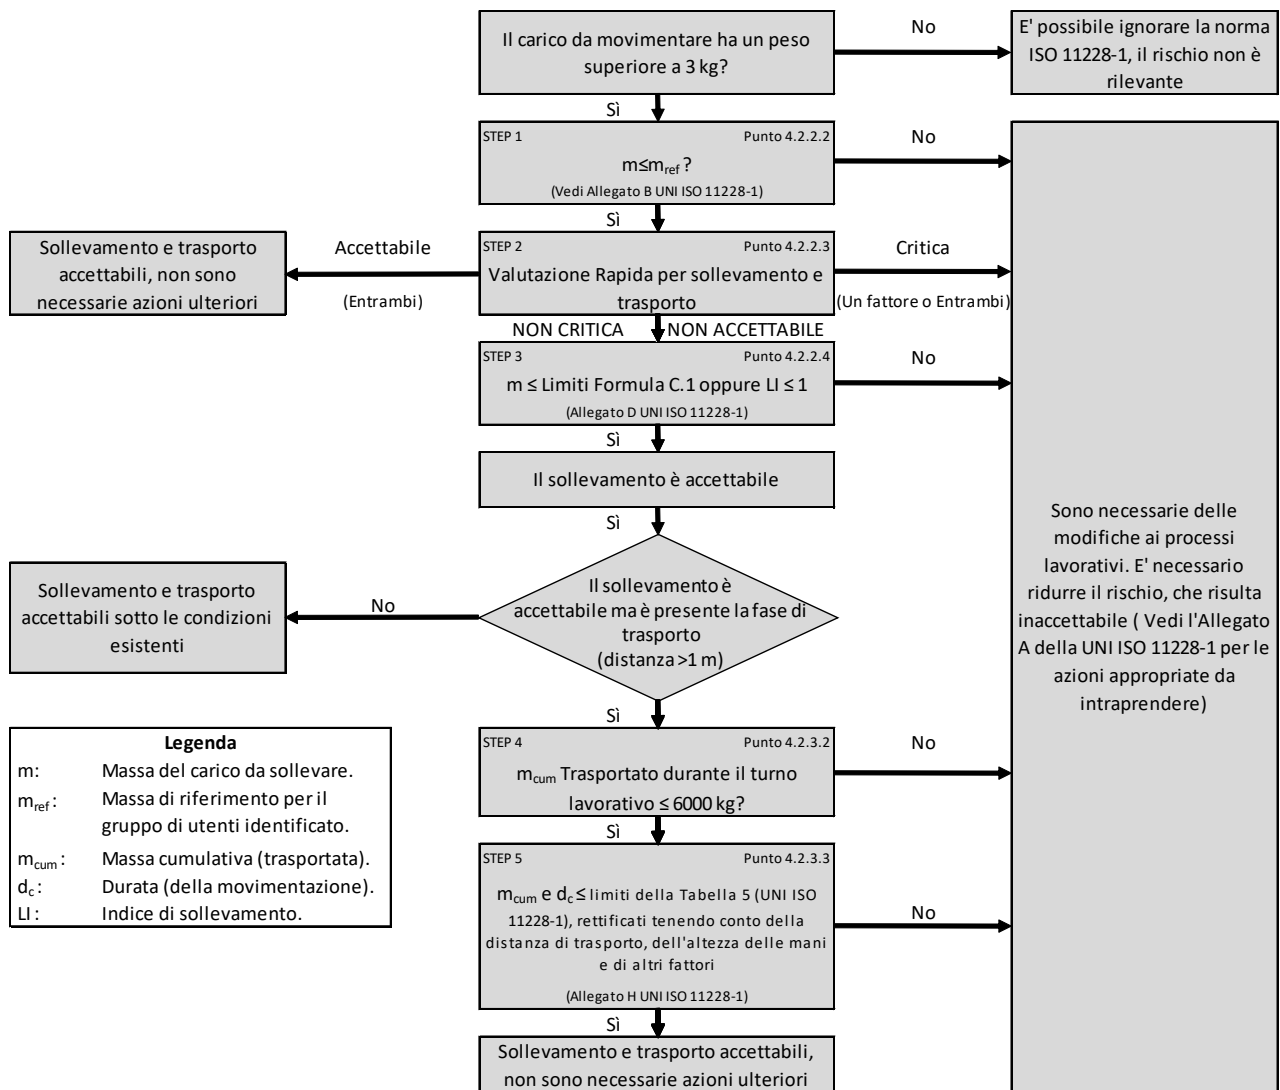 Il carico da movimentare ha un peso
superiore a 3 kg?
No
E' possibile ignorare la norma
ISO 11228-1, il rischio non è
rilevante
Sì
STEP 1 Punto 4.2.2.2
m≤m_ref ?
(Vedi Allegato B UNI ISO 11228-1)
No
Sì
Sollevamento e trasporto
accettabili, non sono
necessarie azioni ulteriori
Accettabile
(Entrambi)
STEP 2 Punto 4.2.2.3
Valutazione Rapida per sollevamento e
trasporto
Critica
(Un fattore o Entrambi)
NON CRITICA NON ACCETTABILE
STEP 3 Punto 4.2.2.4
m ≤ Limiti Formula C.1 oppure LI ≤ 1
(Allegato D UNI ISO 11228-1)
No
Sì
Il sollevamento è accettabile
Sì
Il sollevamento è
accettabile ma è presente la fase di
trasporto
(distanza >1 m)
No
Sollevamento e trasporto
accettabili sotto le condizioni
esistenti
Sono necessarie delle
modifiche ai processi
lavorativi. E' necessario
ridurre il rischio, che risulta
inaccettabile ( Vedi l'Allegato
A della UNI ISO 11228-1 per le
azioni appropriate da
intraprendere)
Sì
STEP 4 Punto 4.2.3.2
m_cum Trasportato durante il turno
lavorativo ≤ 6000 kg?
No
Sì
STEP 5 Punto 4.2.3.3
m_cum e d_c ≤ limiti della Tabella 5 (UNI ISO
11228-1), rettificati tenendo conto della
distanza di trasporto, dell'altezza delle mani
e di altri fattori
(Allegato H UNI ISO 11228-1)
No
Sì
Sollevamento e trasporto accettabili,
non sono necessarie azioni ulteriori
Legenda
m: Massa del carico da sollevare.
m_ref : Massa di riferimento per il
gruppo di utenti identificato.
m_cum : Massa cumulativa (trasportata).
d_c : Durata (della movimentazione).
LI : Indice di sollevamento.